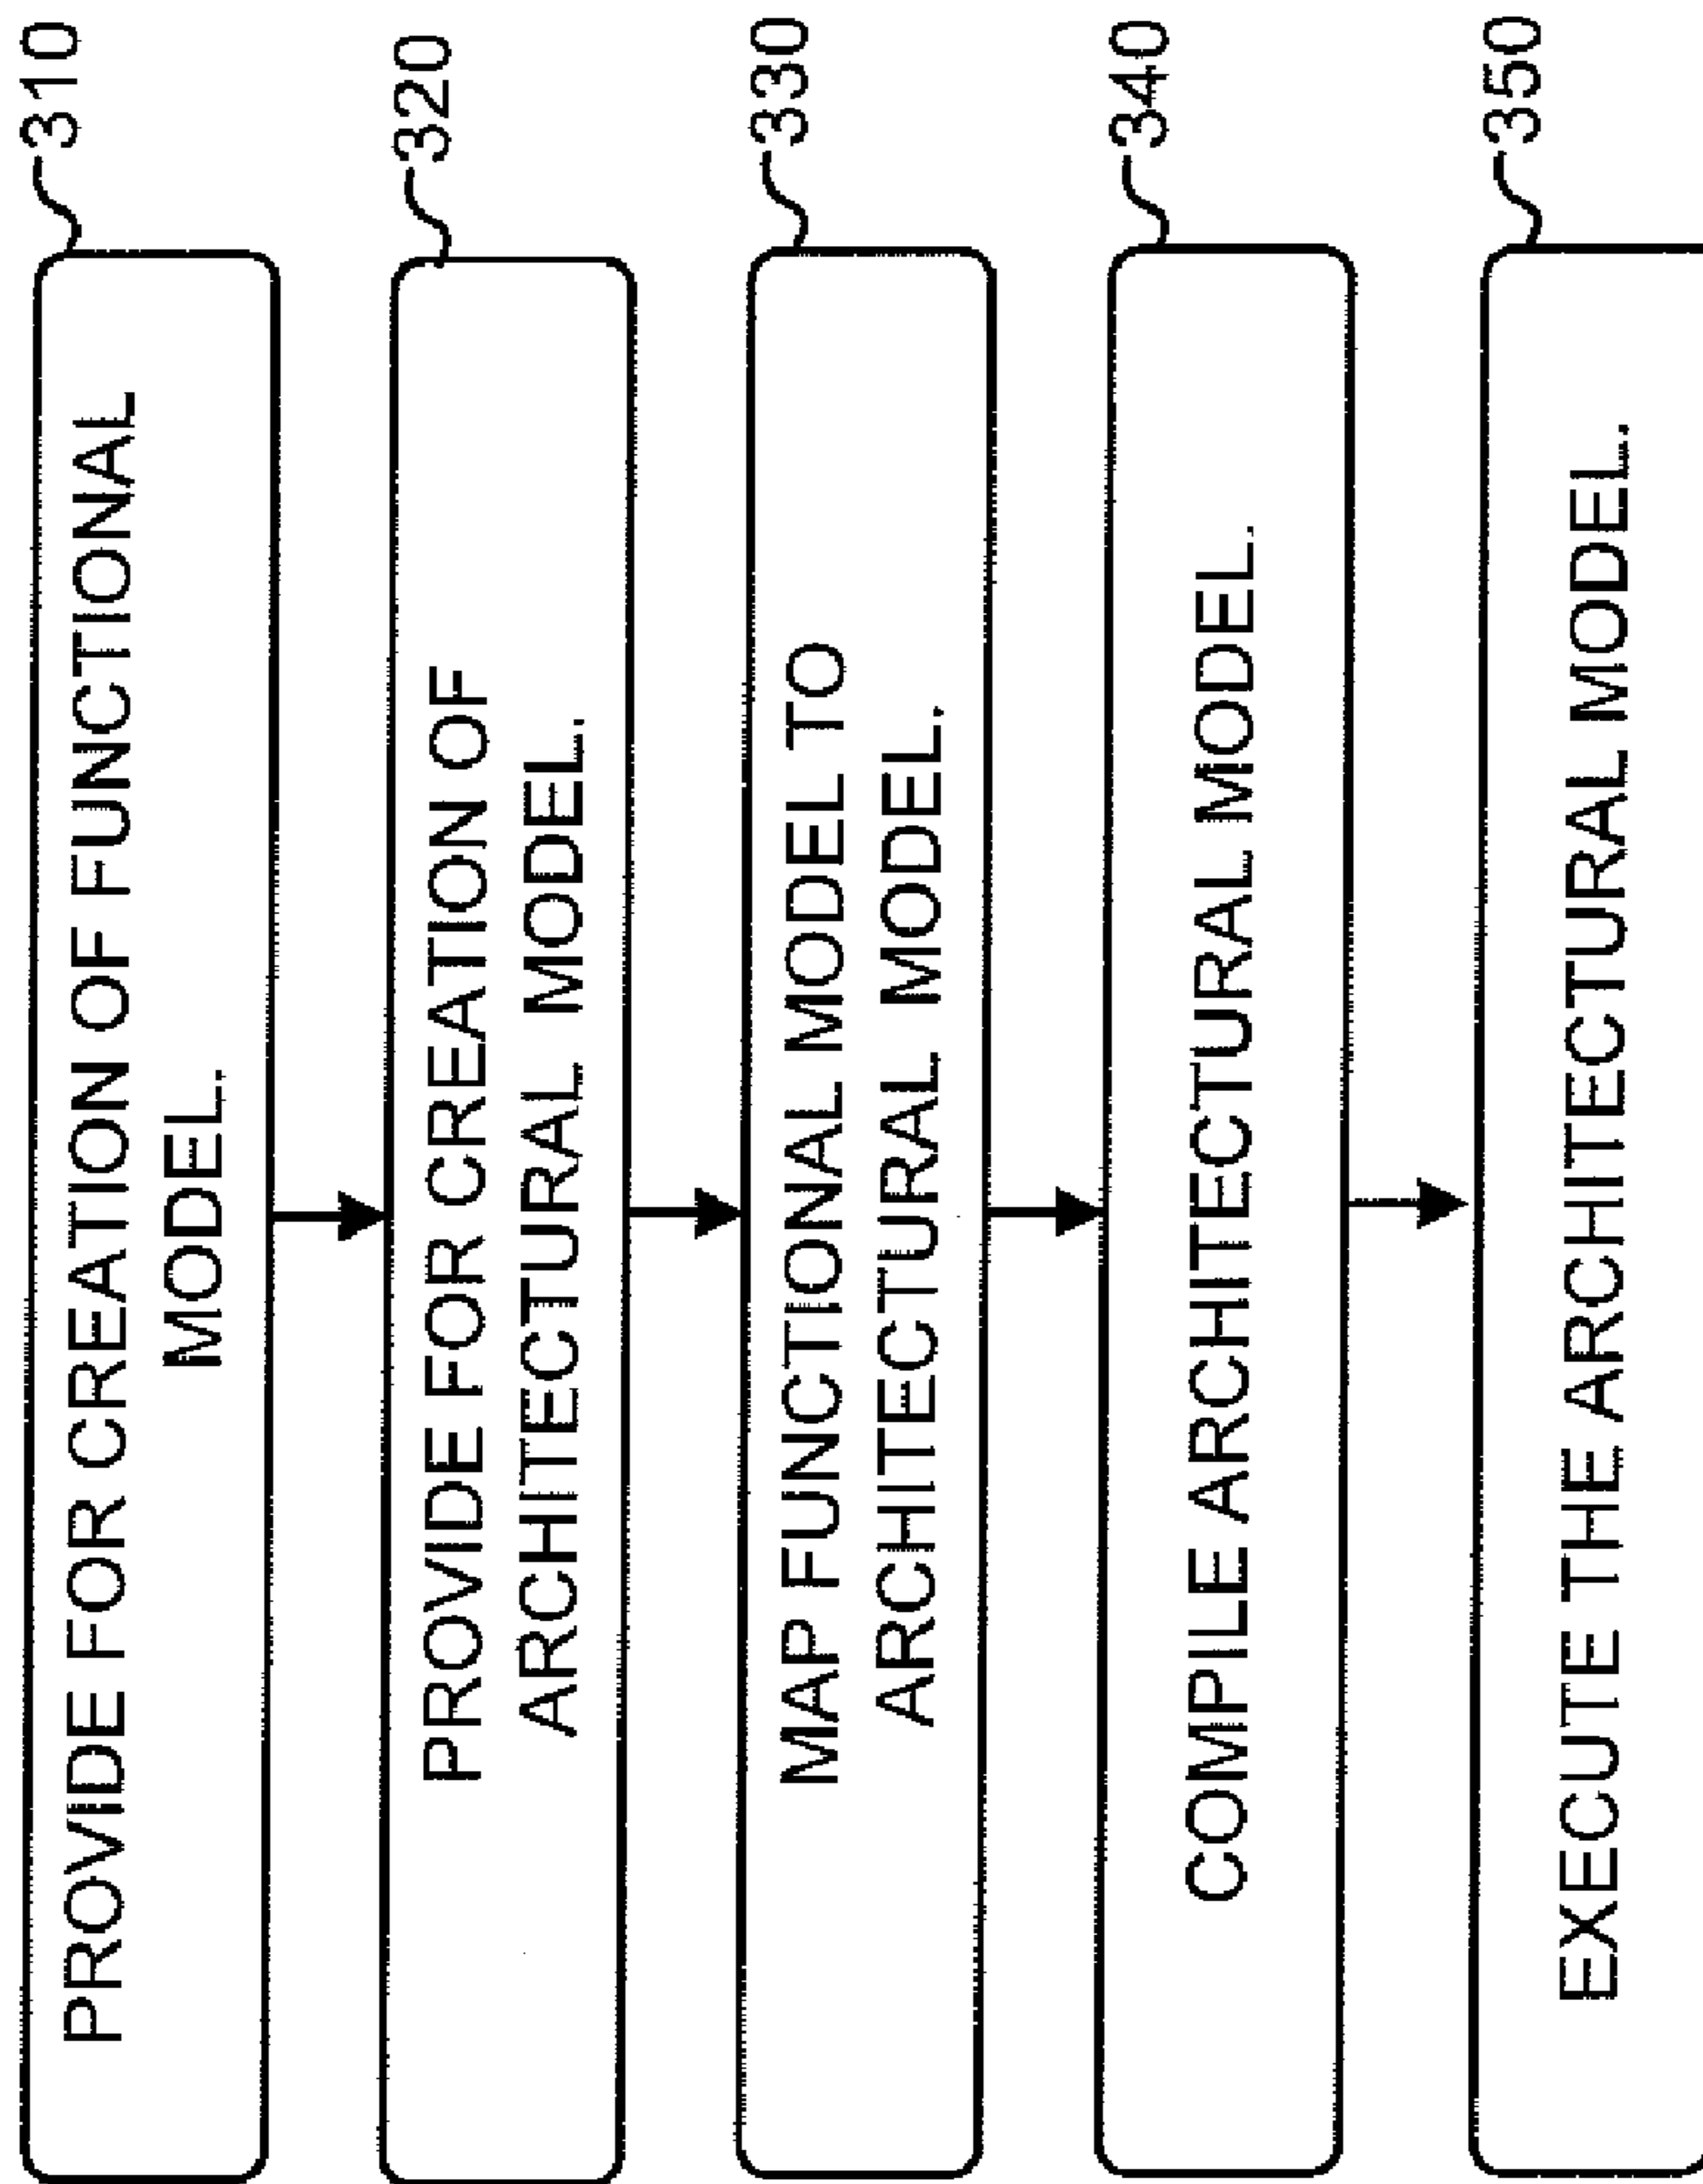 PROVIDE FOR CREATION OF FUNCTIONAL
MODEL.
310
PROVIDE FOR CREATION OF
ARCHITECTURAL MODEL.
320
MAP FUNCTIONAL MODEL TO
ARCHITECTURAL MODEL.
330
COMPILE ARCHITECTURAL MODEL.
340
EXECUTE THE ARCHITECTURAL MODEL.
350